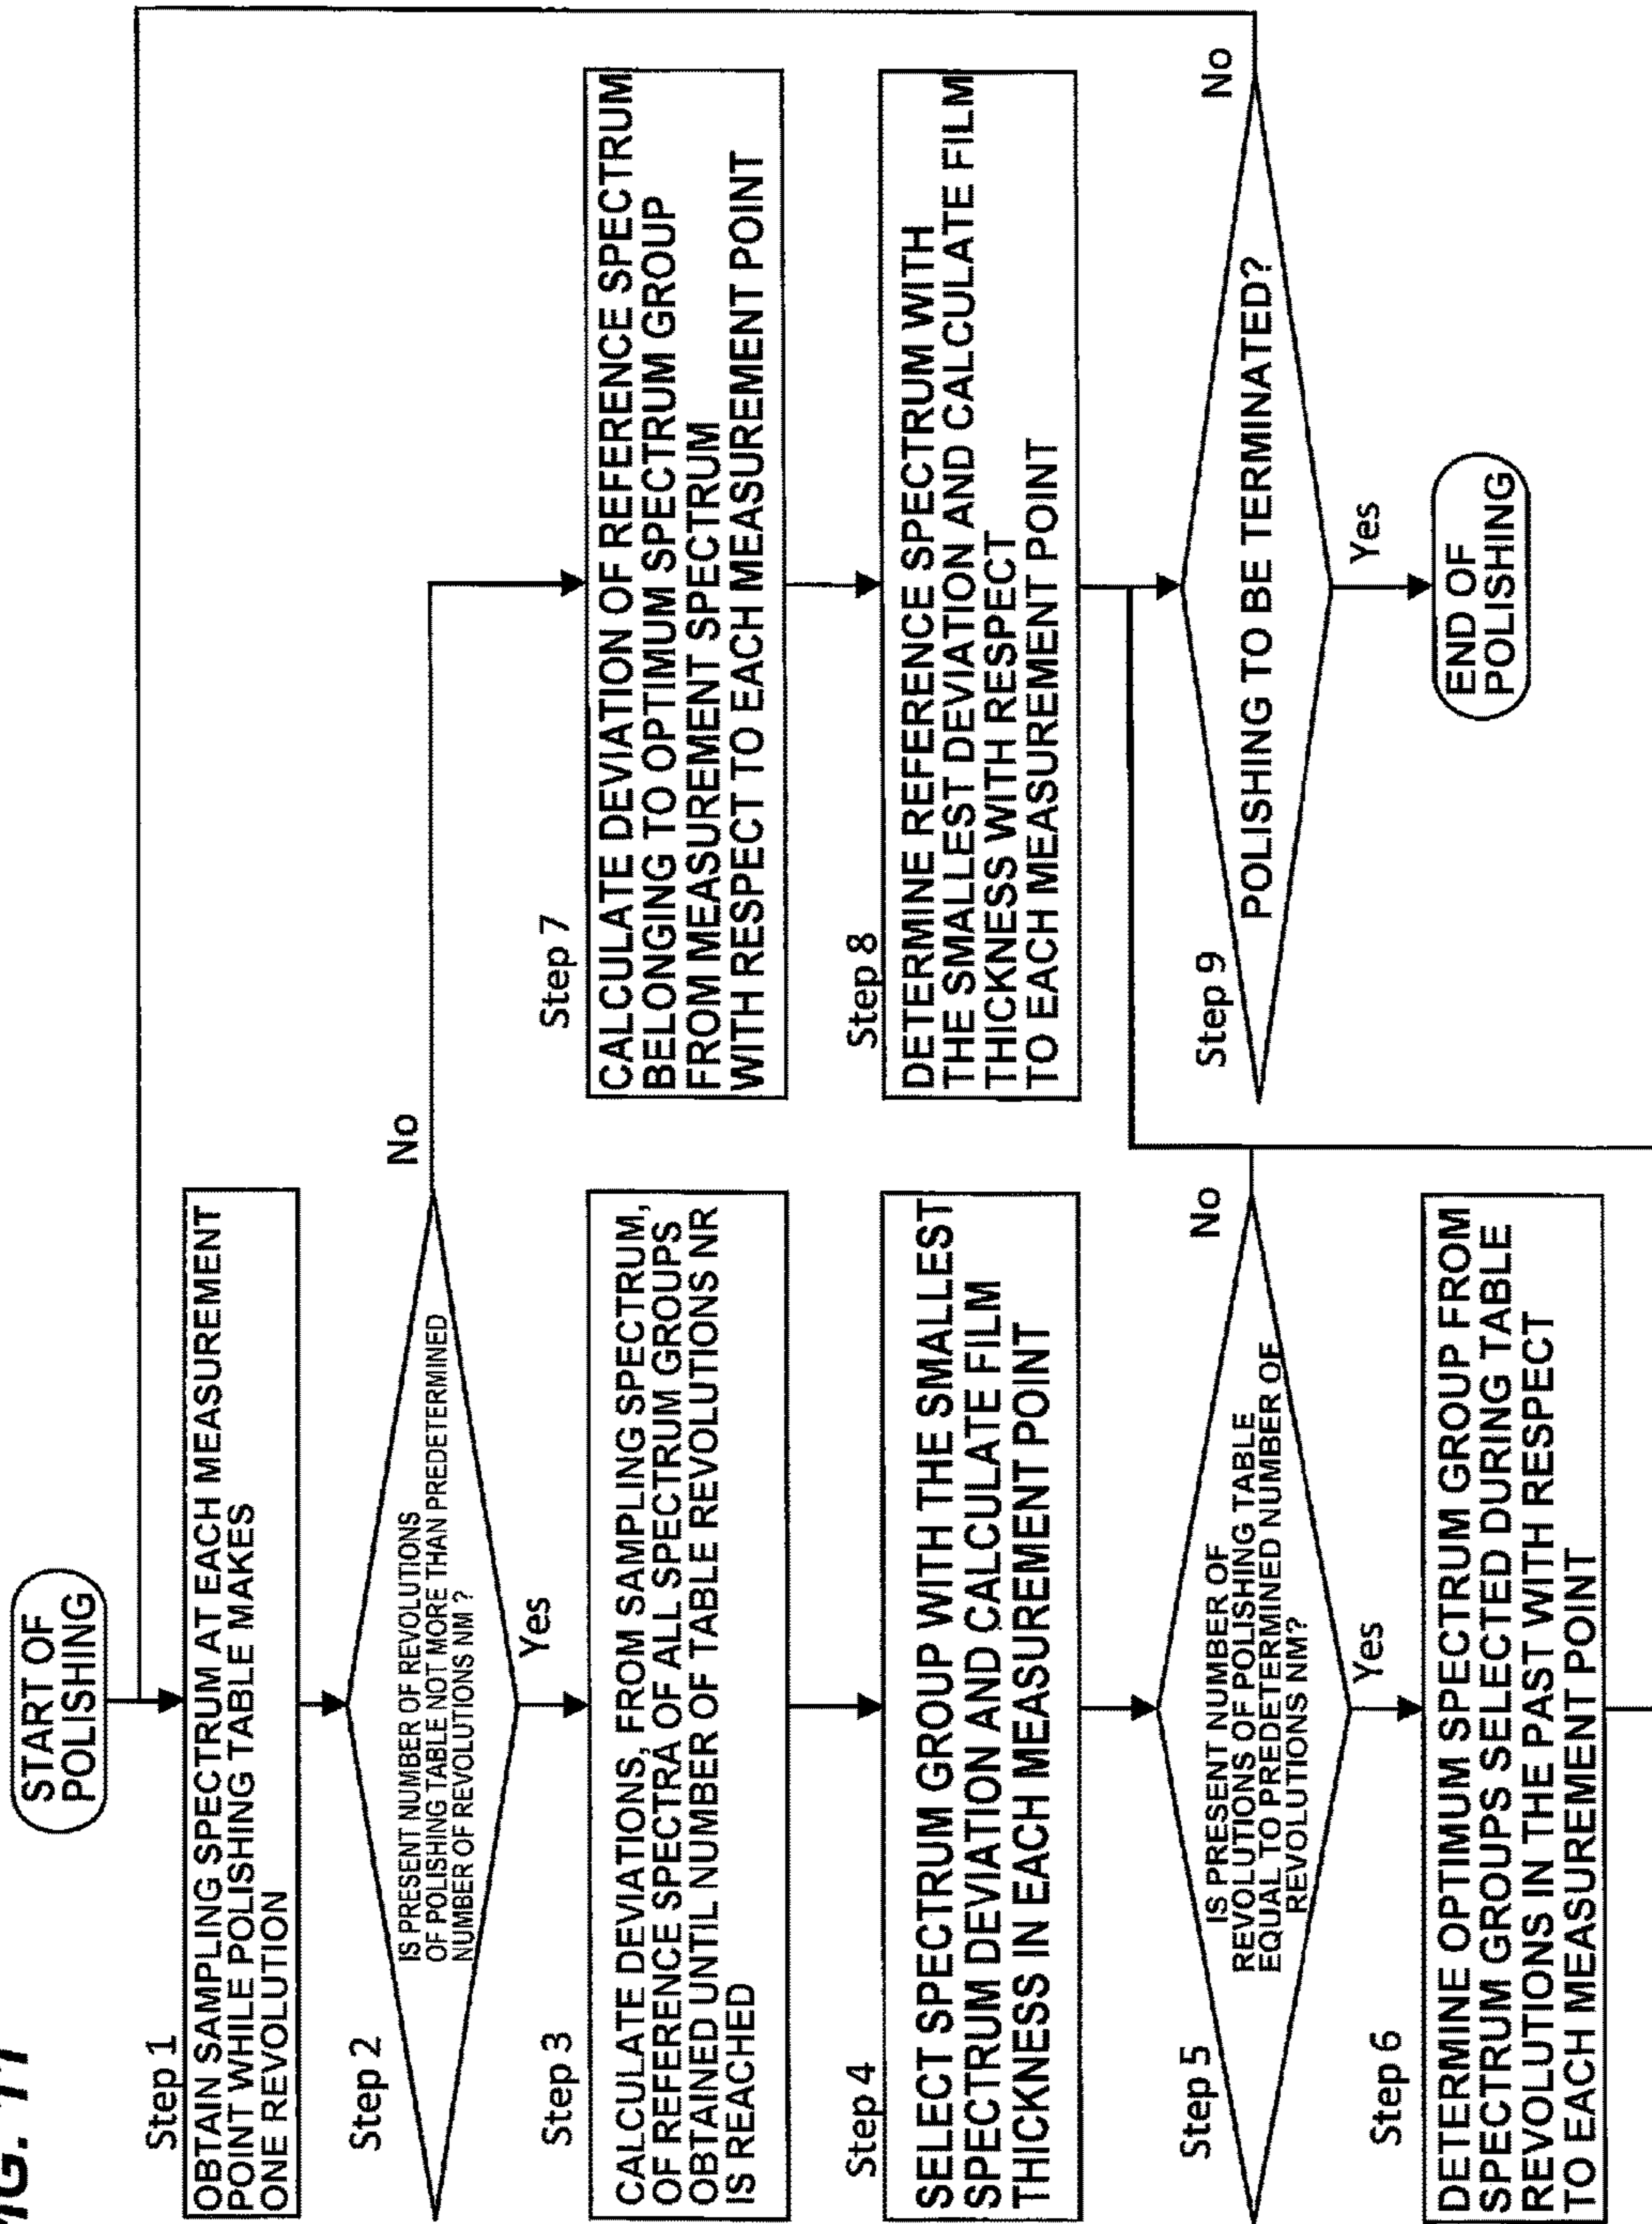 FIG. 11
START OF
POLISHING
Step 1
OBTAIN SAMPLING SPECTRUM AT EACH MEASUREMENT
POINT WHILE POLISHING TABLE MAKES
ONE REVOLUTION
Step 2
IS PRESENT NUMBER OF REVOLUTIONS
OF POLISHING TABLE NOT MORE THAN PREDETERMINED
NUMBER OF REVOLUTIONS NM ?
No
Yes
Step 3
CALCULATE DEVIATIONS, FROM SAMPLING SPECTRUM,
OF REFERENCE SPECTRA OF ALL SPECTRUM GROUPS
OBTAINED UNTIL NUMBER OF TABLE REVOLUTIONS NR
IS REACHED
Step 4
SELECT SPECTRUM GROUP WITH THE SMALLEST
SPECTRUM DEVIATION AND CALCULATE FILM
THICKNESS IN EACH MEASUREMENT POINT
Step 5
IS PRESENT NUMBER OF
REVOLUTIONS OF POLISHING TABLE
EQUAL TO PREDETERMINED NUMBER OF
REVOLUTIONS NM?
No
Yes
Step 6
DETERMINE OPTIMUM SPECTRUM GROUP FROM
SPECTRUM GROUPS SELECTED DURING TABLE
REVOLUTIONS IN THE PAST WITH RESPECT
TO EACH MEASUREMENT POINT
Step 7
CALCULATE DEVIATION OF REFERENCE SPECTRUM
BELONGING TO OPTIMUM SPECTRUM GROUP
FROM MEASUREMENT SPECTRUM
WITH RESPECT TO EACH MEASUREMENT POINT
Step 8
DETERMINE REFERENCE SPECTRUM WITH
THE SMALLEST DEVIATION AND CALCULATE FILM
THICKNESS WITH RESPECT
TO EACH MEASUREMENT POINT
Step 9
POLISHING TO BE TERMINATED?
No
Yes
END OF
POLISHING